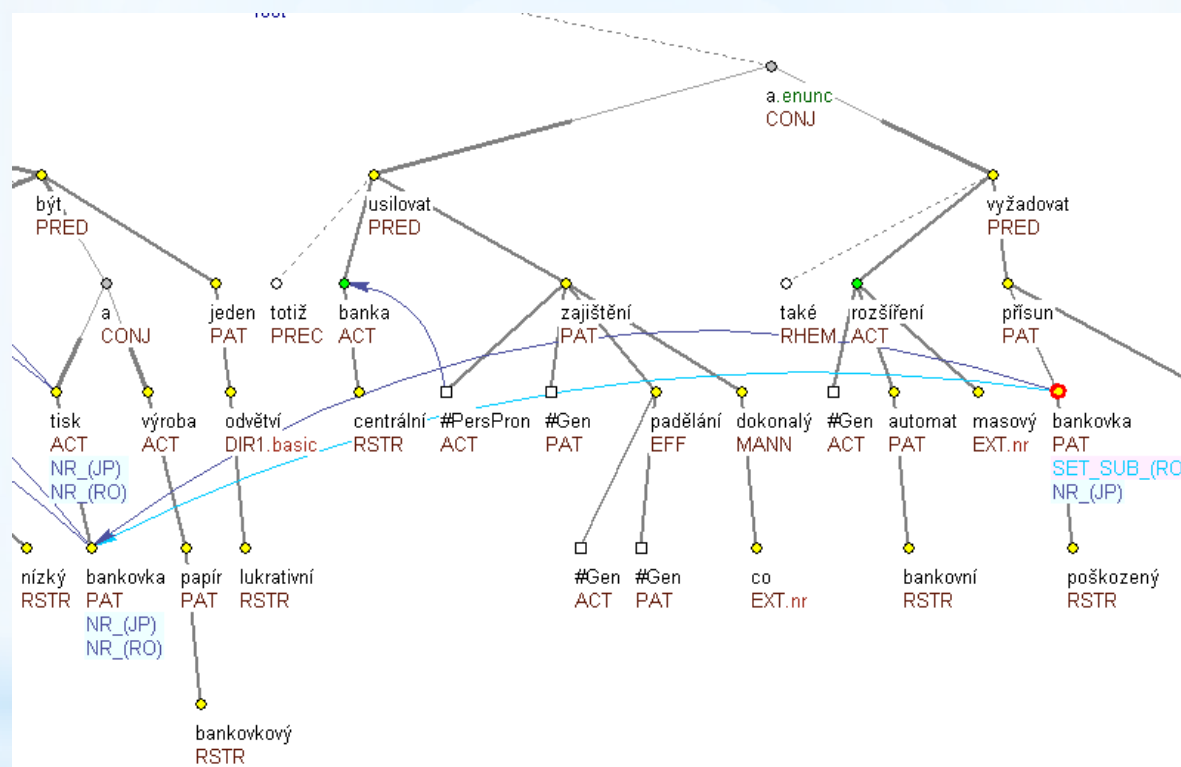 root
a.enunc
CONJ
být
PRED
usilovat
PRED
vyžadovat
PRED
a
CONJ
jeden
PAT
totiž
PREC
banka
ACT
zajištění
PAT
také
RHEM
rozšíření
ACT
přísun
PAT
tisk
ACT
NR_(JP)
NR_(RO)
výroba
ACT
odvětví
DIR1.basic
centrální
RSTR
#PersPron
ACT
#Gen
PAT
padělání
EFF
dokonalý
MANN
#Gen
ACT
automat
PAT
masový
EXT.nr
bankovka
PAT
SET_SUB_(RO
NR_(JP)
nízký
RSTR
bankovka
PAT
NR_(JP)
NR_(RO)
papír
PAT
lukrativní
RSTR
#Gen
ACT
#Gen
PAT
co
EXT.nr
bankovní
RSTR
poškozený
RSTR
bankovkový
RSTR